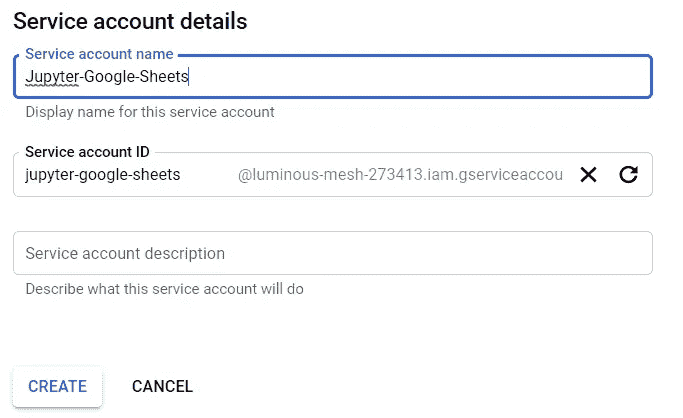 Service account details
Service account name
Jupyter-Google-Sheets
Display name for this service account
Service account ID
jupyter-google-sheets @luminous-mesh-273413.iam.gserviceaccou
Service account description
Describe what this service account will do
CREATE CANCEL